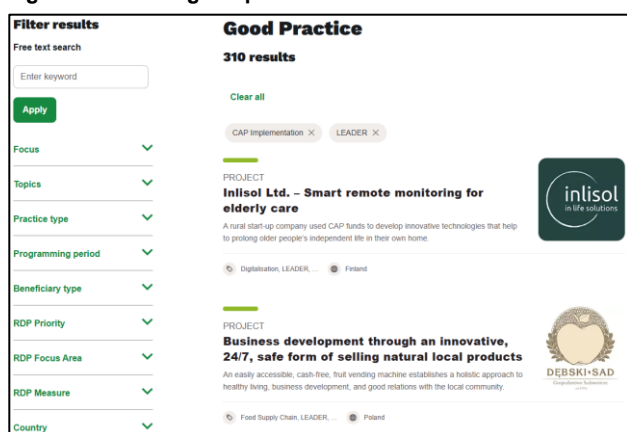 Filter results
Free text search
Enter keyword
Apply
Focus
Topics
Practice type
Programming period
Beneficiary type
RDP Priority
RDP Focus Area
RDP Measure
Country
Good Practice
310 results
Clear all
CAP Implementation ×
LEADER ×
PROJECT
Inlisol Ltd. – Smart remote monitoring for
elderly care
A rural start-up company used CAP funds to develop innovative technologies that help
to prolong older people's independent life in their own home.
Digitalisation, LEADER, ...
Finland
inlisol
in life solutions
PROJECT
Business development through an innovative,
24/7, safe form of selling natural local products
An easily accessible, cash-free, fruit vending machine establishes a holistic approach to
healthy living, business development, and good relations with the local community.
Food Supply Chain, LEADER, ...
Poland
DĘBSKI•SAD